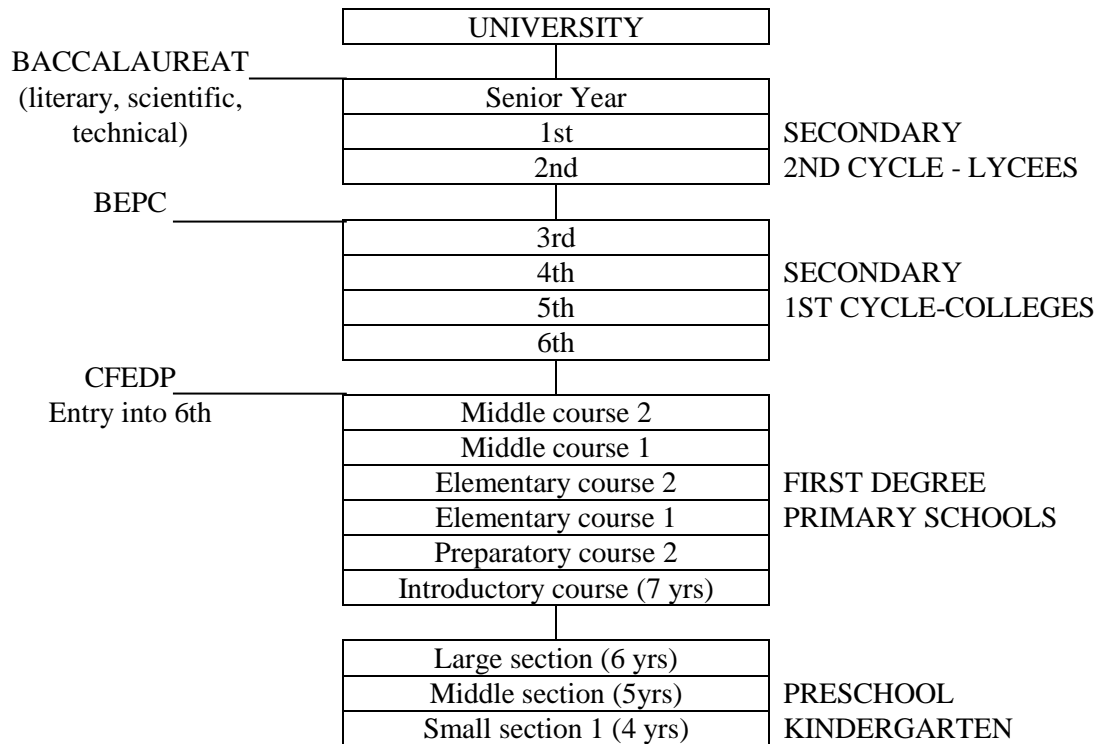 UNIVERSITY
BACCALAUREAT
(literary, scientific,
technical)
Senior Year
1st
2nd
SECONDARY
2ND CYCLE - LYCEES
BEPC
3rd
4th
5th
6th
SECONDARY
1ST CYCLE-COLLEGES
CFEDP
Entry into 6th
Middle course 2
Middle course 1
Elementary course 2
Elementary course 1
Preparatory course 2
Introductory course (7 yrs)
FIRST DEGREE
PRIMARY SCHOOLS
Large section (6 yrs)
Middle section (5yrs)
Small section 1 (4 yrs)
PRESCHOOL
KINDERGARTEN